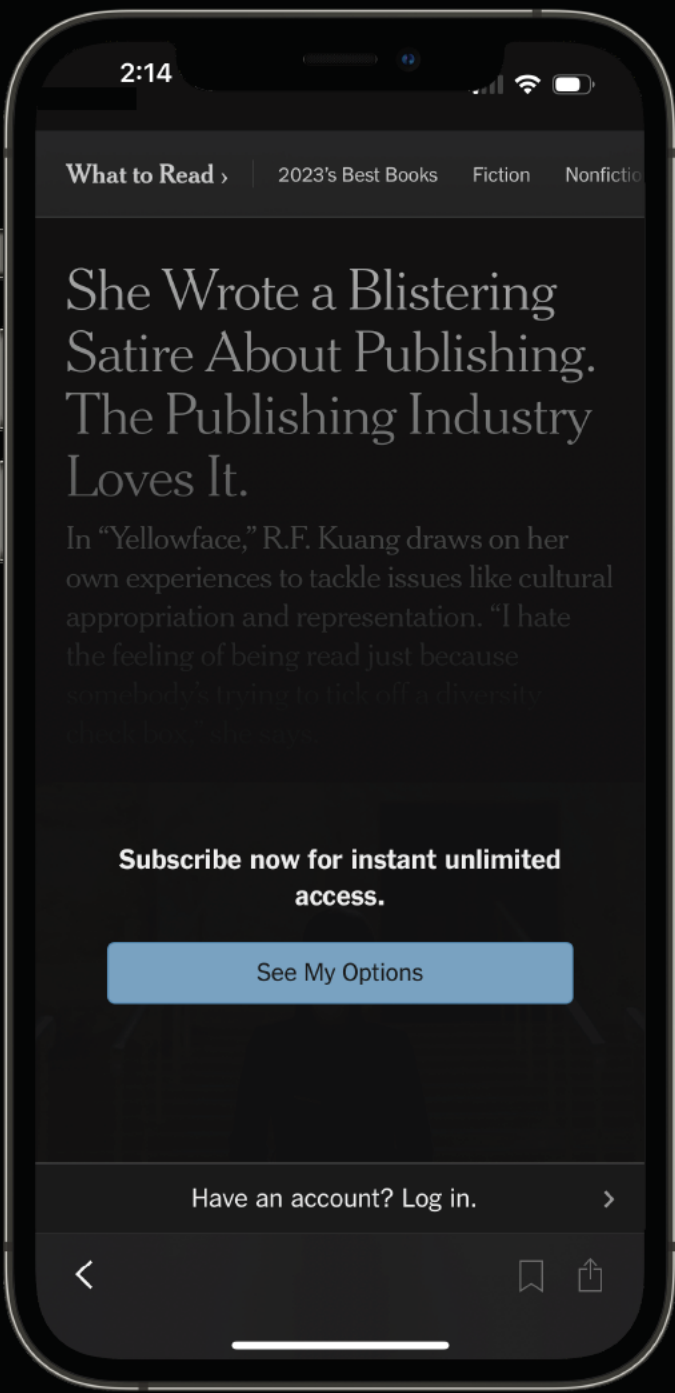 2:14
What to Read › 2023's Best Books Fiction Nonfictio
She Wrote a Blistering
Satire About Publishing.
The Publishing Industry
Loves It.
In “Yellowface,” R.F. Kuang draws on her
own experiences to tackle issues like cultural
appropriation and representation. “I hate
the feeling of being read just because
somebody’s trying to tick off a diversity
check box,” she says.
Subscribe now for instant unlimited
access.
See My Options
Have an account? Log in.